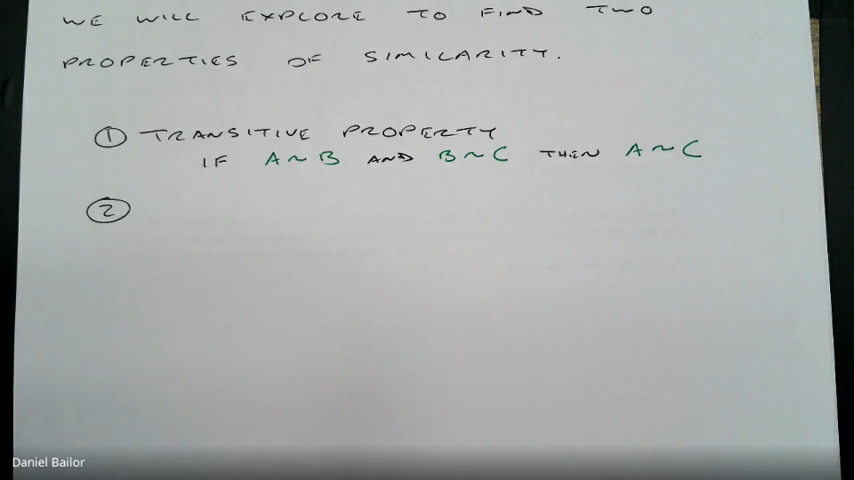 WE WILL EXPLORE TO FIND TWO
PROPERTIES OF SIMILARITY.
① TRANSITIVE PROPERTY
IF A ~ B AND B ~ C THEN A ~ C
②
Daniel Bailor